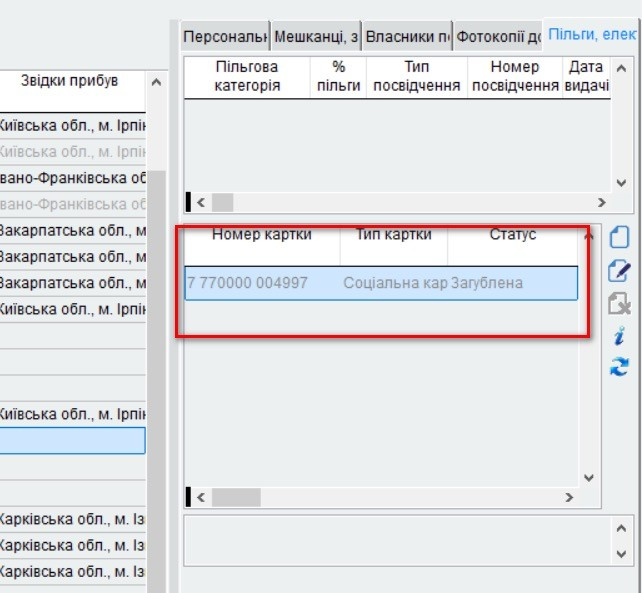 Персональн Мешканці, з Власники п Фотокопії до Пільги, елек
Звідки прибув
Пільгова категорія
% пільги
Тип посвідчення
Номер посвідчення
Дата видачі
Київська обл., м. Ірпін
Київська обл., м. Ірпін
вано-Франківська об
вано-Франківська об
Закарпатська обл., м
Закарпатська обл., м
Закарпатська обл., м
Київська обл., м. Ірпін
Київська обл., м. Ірпін
Харківська обл., м. Із
Харківська обл., м. Із
Харківська обл., м. Із
Номер картки Тип картки Статус
7 770000 004997 Соціальна кар Загублена